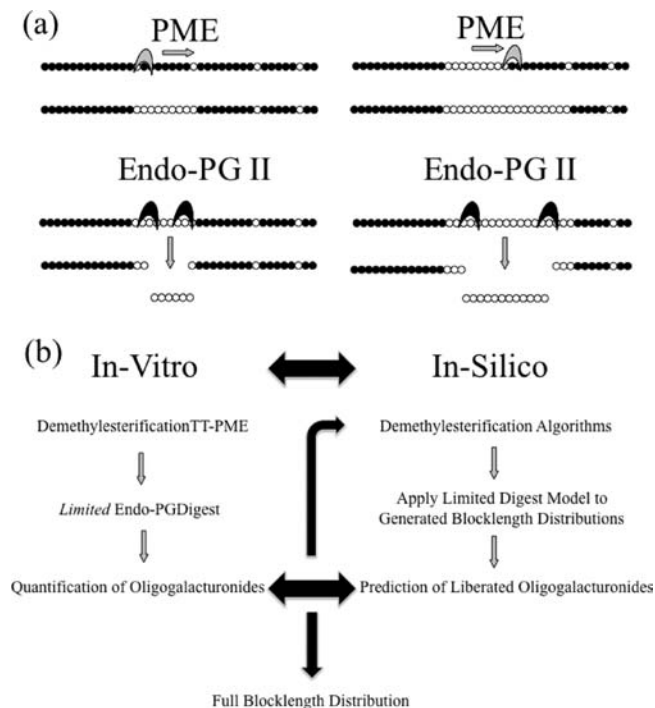 (a)
PME
PME
Endo-PG II
Endo-PG II
(b)
In-Vitro
In-Silico
DemethylesterificationTT-PME
Demethylesterification Algorithms
Limited Endo-PGDigest
Apply Limited Digest Model to
Generated Blocklength Distributions
Quantification of Oligogalacturonides
Prediction of Liberated Oligogalacturonides
Full Blocklength Distribution